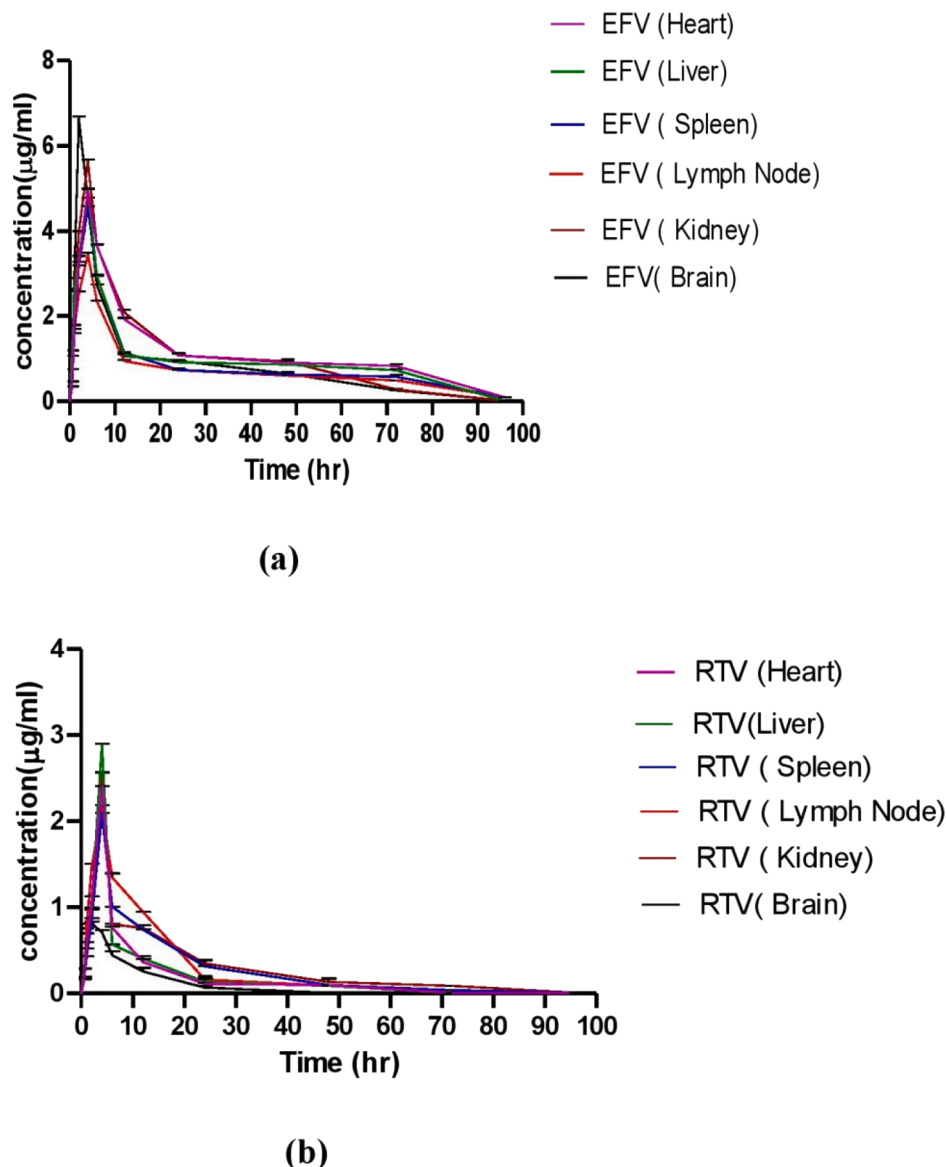 EFV (Heart)
EFV (Liver)
EFV ( Spleen)
EFV ( Lymph Node)
EFV ( Kidney)
EFV( Brain)
concentration(μg/ml)
8
6
4
2
0
0 10 20 30 40 50 60 70 80 90 100
Time (hr)
(a)
RTV (Heart)
RTV(Liver)
RTV ( Spleen)
RTV ( Lymph Node)
RTV ( Kidney)
RTV( Brain)
concentration(μg/ml)
4
3
2
1
0
0 10 20 30 40 50 60 70 80 90 100
Time (hr)
(b)